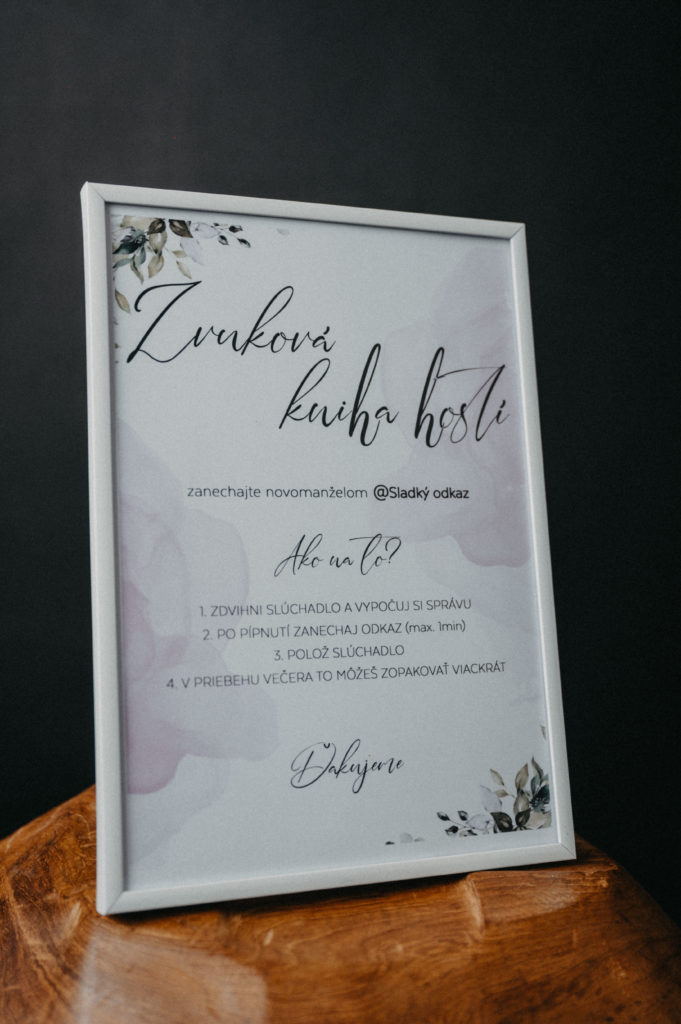 Zvuková
kniha hostí
zanechajte novomanželom @Sladký odkaz
Ako na to?
1. ZDVIHNI SLÚCHADLO A VYPOČUJ SI SPRÁVU
2. PO PÍPNUTÍ ZANECHAJ ODKAZ (max. 1min)
3. POLOŽ SLÚCHADLO
4. V PRIEBEHU VEČERA TO MÔŽEŠ ZOPAKOVAŤ VIACKRÁT
Ďakujeme